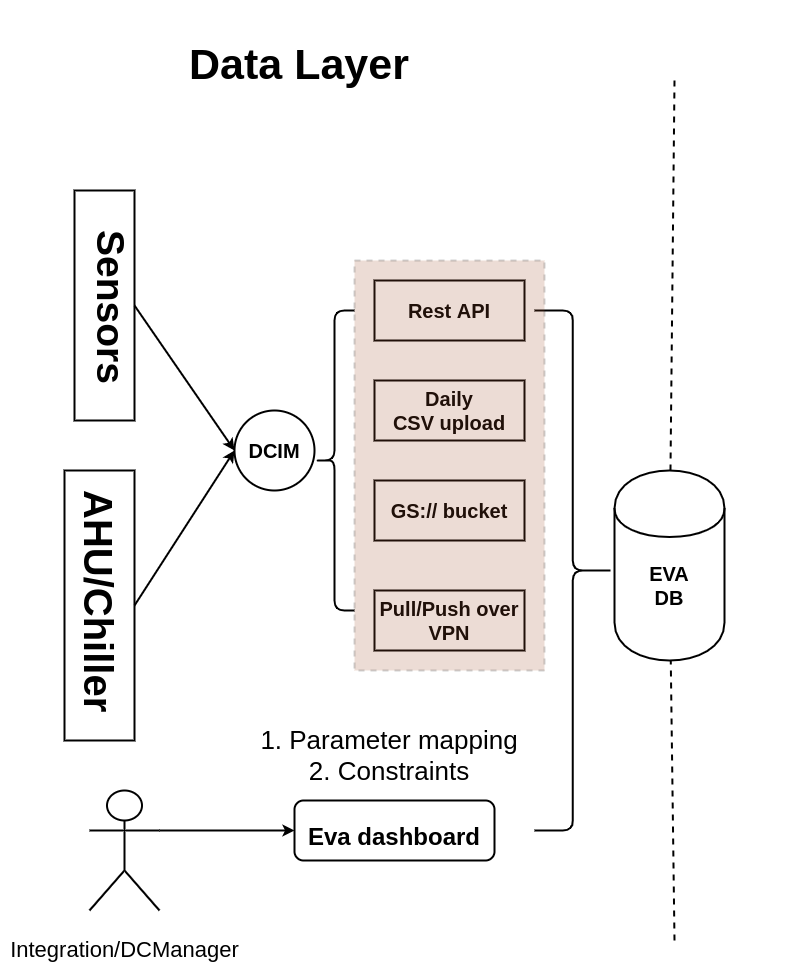 Data Layer
Sensors
AHU/Chiller
DCIM
Rest API
Daily
CSV upload
GS:// bucket
Pull/Push over
VPN
EVA
DB
1. Parameter mapping
2. Constraints
Eva dashboard
Integration/DCManager